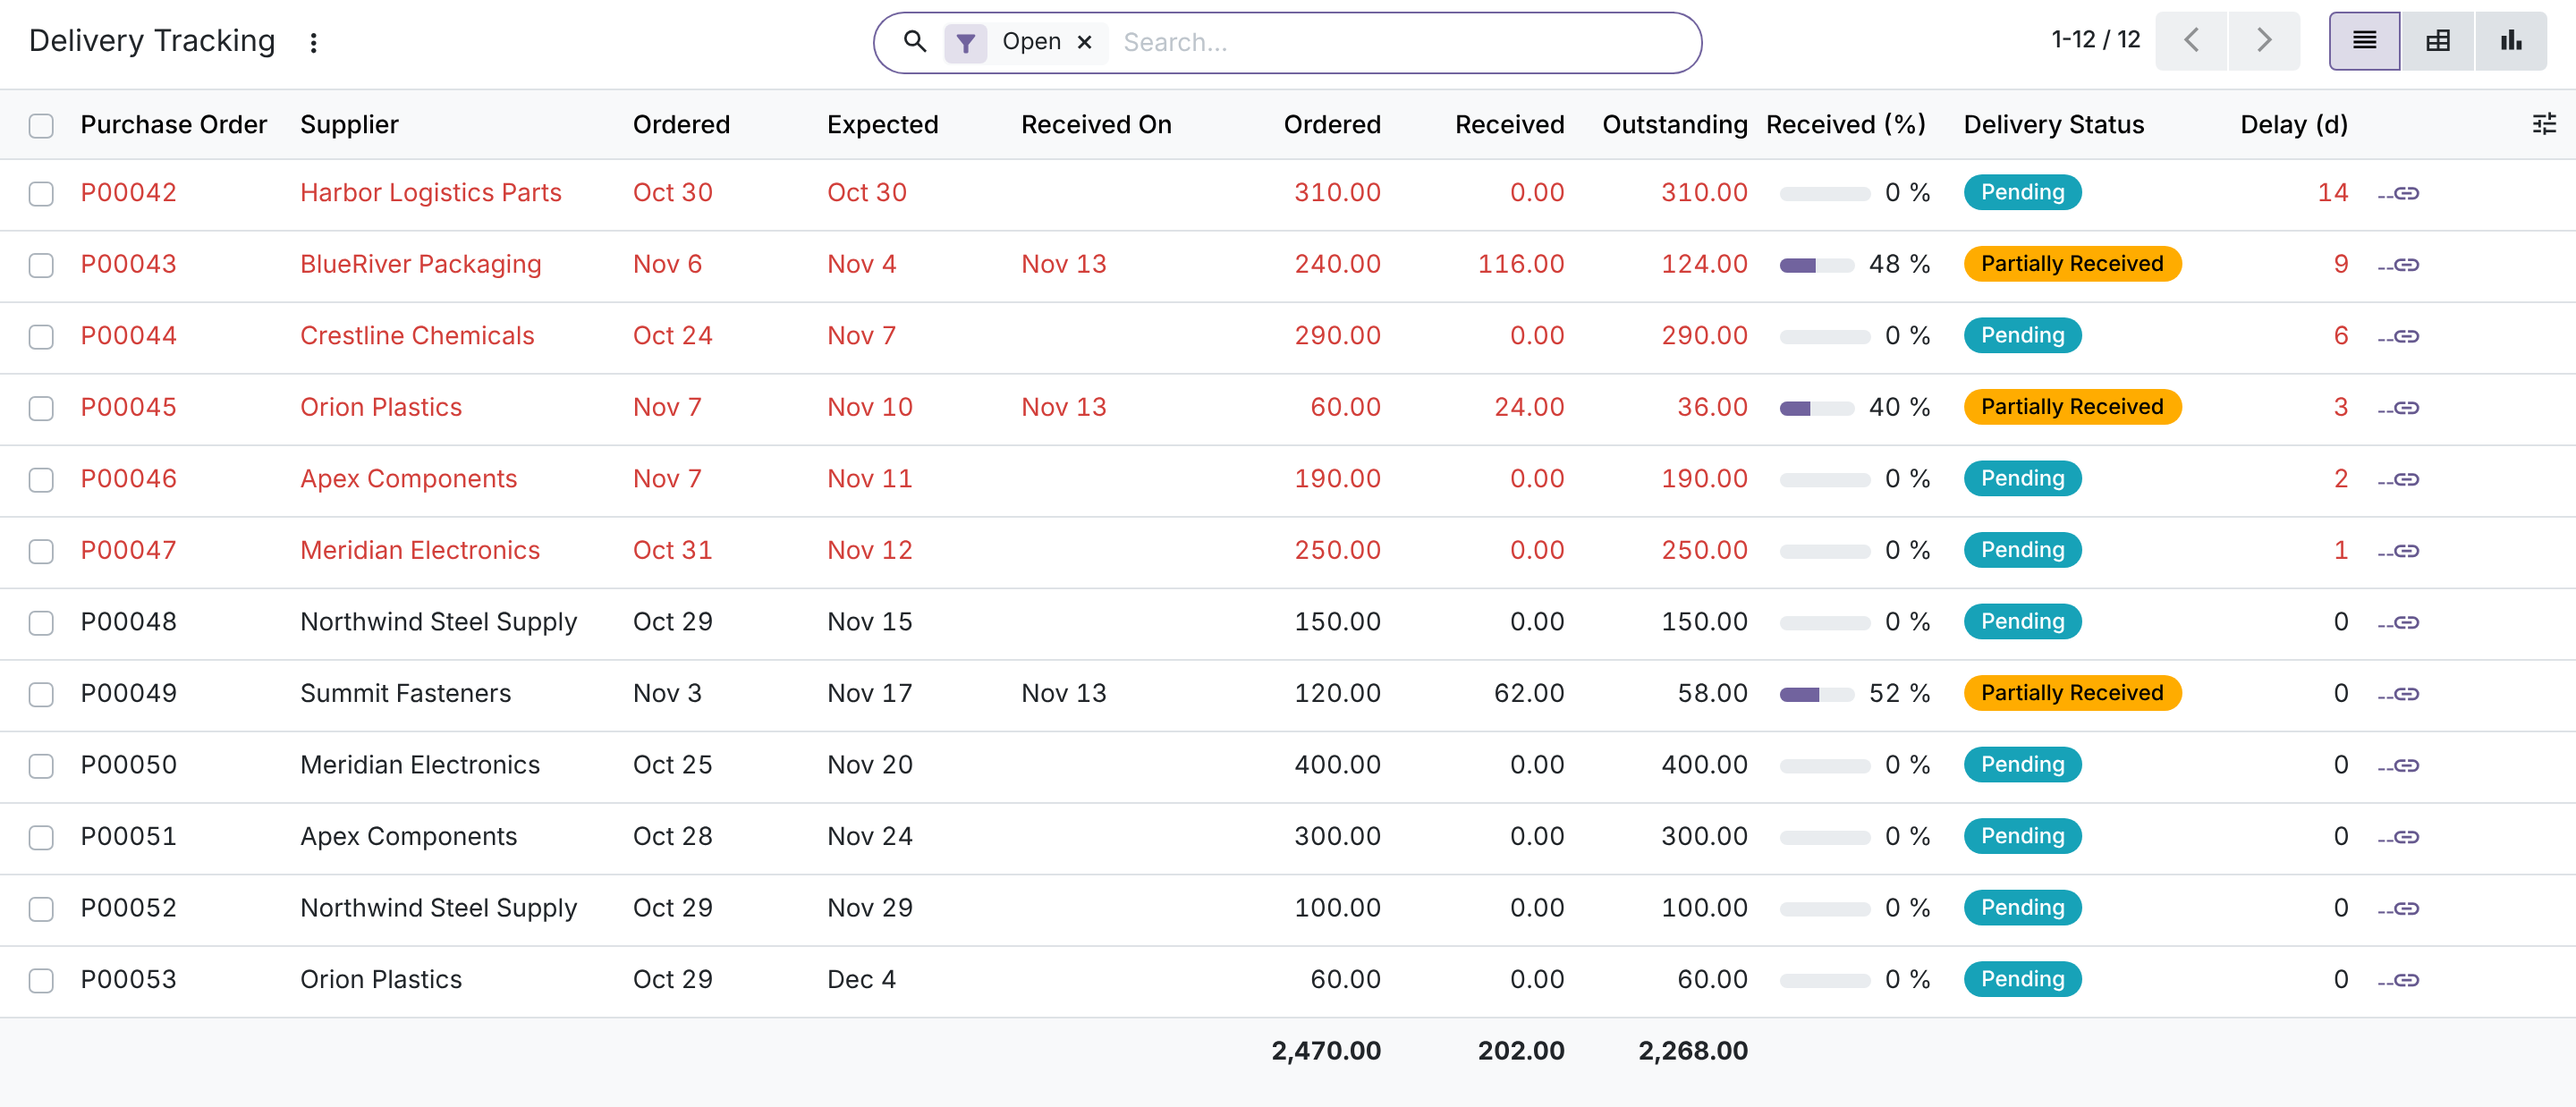 Delivery Tracking Open Search... 1-12 / 12
Purchase Order Supplier Ordered Expected Received On Ordered Received Outstanding Received (%) Delivery Status Delay (d)
P00042 Harbor Logistics Parts Oct 30 Oct 30 310.00 0.00 310.00 0 % Pending 14
P00043 BlueRiver Packaging Nov 6 Nov 4 Nov 13 240.00 116.00 124.00 48 % Partially Received 9
P00044 Crestline Chemicals Oct 24 Nov 7 290.00 0.00 290.00 0 % Pending 6
P00045 Orion Plastics Nov 7 Nov 10 Nov 13 60.00 24.00 36.00 40 % Partially Received 3
P00046 Apex Components Nov 7 Nov 11 190.00 0.00 190.00 0 % Pending 2
P00047 Meridian Electronics Oct 31 Nov 12 250.00 0.00 250.00 0 % Pending 1
P00048 Northwind Steel Supply Oct 29 Nov 15 150.00 0.00 150.00 0 % Pending 0
P00049 Summit Fasteners Nov 3 Nov 17 Nov 13 120.00 62.00 58.00 52 % Partially Received 0
P00050 Meridian Electronics Oct 25 Nov 20 400.00 0.00 400.00 0 % Pending 0
P00051 Apex Components Oct 28 Nov 24 300.00 0.00 300.00 0 % Pending 0
P00052 Northwind Steel Supply Oct 29 Nov 29 100.00 0.00 100.00 0 % Pending 0
P00053 Orion Plastics Oct 29 Dec 4 60.00 0.00 60.00 0 % Pending 0
2,470.00 202.00 2,268.00